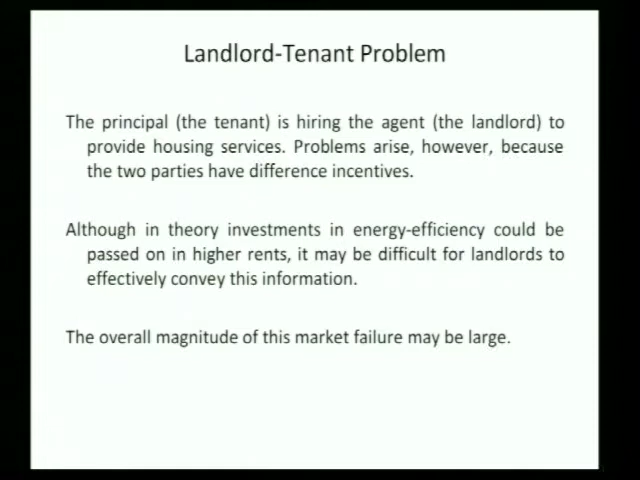 Landlord-Tenant Problem
The principal (the tenant) is hiring the agent (the landlord) to
provide housing services. Problems arise, however, because
the two parties have difference incentives.
Although in theory investments in energy-efficiency could be
passed on in higher rents, it may be difficult for landlords to
effectively convey this information.
The overall magnitude of this market failure may be large.